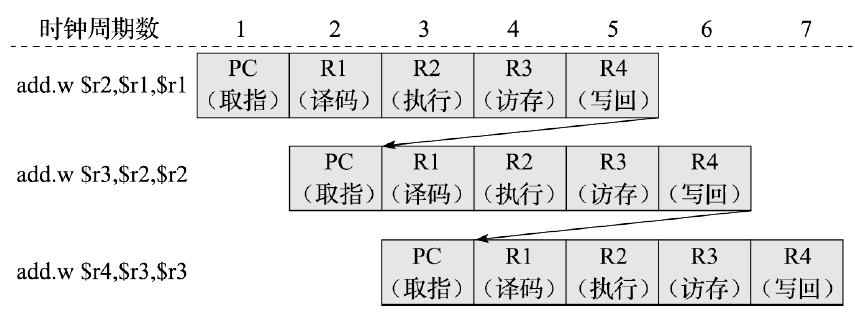 时钟周期数 1 2 3 4 5 6 7
add.w $r2,$r1,$r1 PC R1 R2 R3 R4
（取指） （译码） （执行） （访存） （写回）
add.w $r3,$r2,$r2 PC R1 R2 R3 R4
（取指） （译码） （执行） （访存） （写回）
add.w $r4,$r3,$r3 PC R1 R2 R3 R4
（取指） （译码） （执行） （访存） （写回）